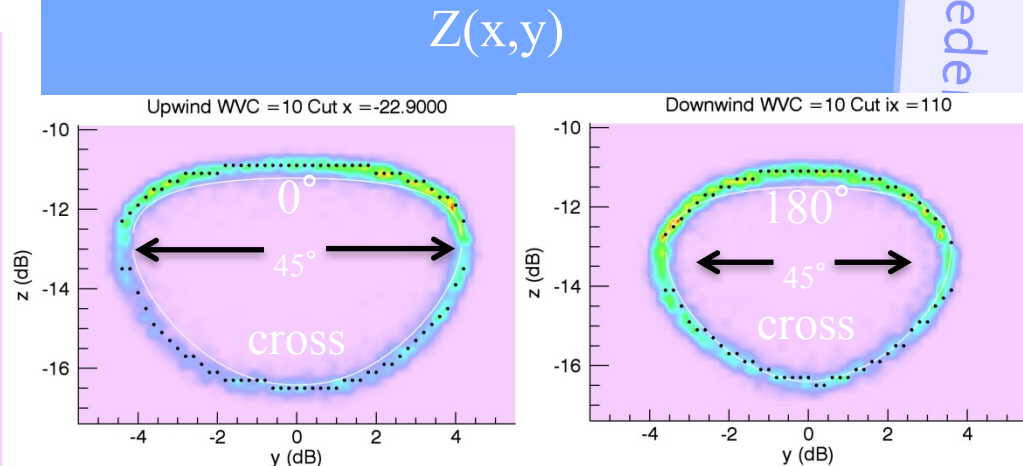 Z(x,y)
eder
Upwind WVC =10 Cut x =-22.9000
-10
-12
-14
-16
z (dB)
0°
45°
cross
-4
-2
0
2
4
y (dB)
Downwind WVC =10 Cut ix =110
-10
-12
-14
-16
z (dB)
180°
45°
cross
-4
-2
0
2
4
y (dB)